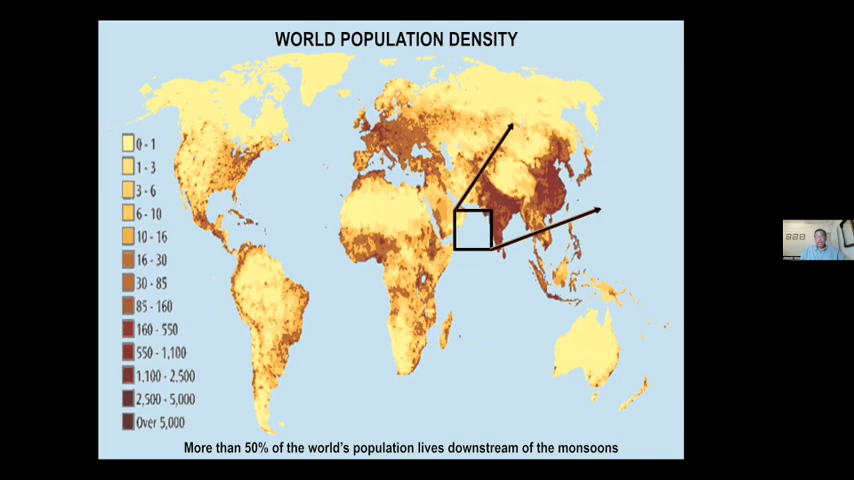 WORLD POPULATION DENSITY
0 - 1
1 - 3
3 - 6
6 - 10
10 - 16
16 - 30
30 - 85
85 - 160
160 - 550
550 - 1,100
1,100 - 2,500
2,500 - 5,000
Over 5,000
More than 50% of the world's population lives downstream of the monsoons